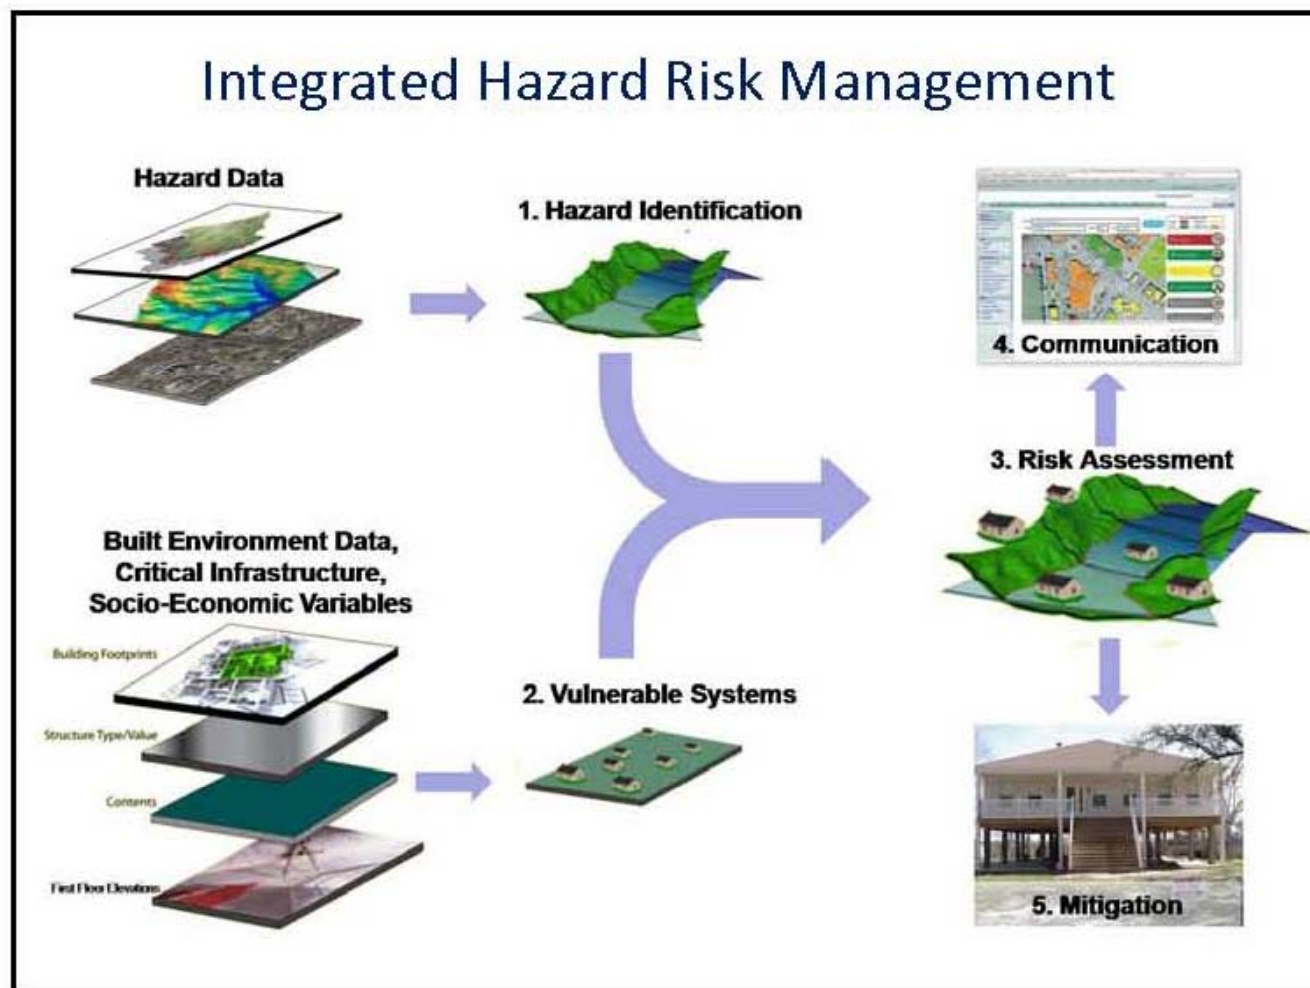 Integrated Hazard Risk Management
Hazard Data
1. Hazard Identification
4. Communication
3. Risk Assessment
Built Environment Data,
Critical Infrastructure,
Socio-Economic Variables
Building Footprints
Structure Type/Value
Contents
First Floor Elevations
2. Vulnerable Systems
5. Mitigation